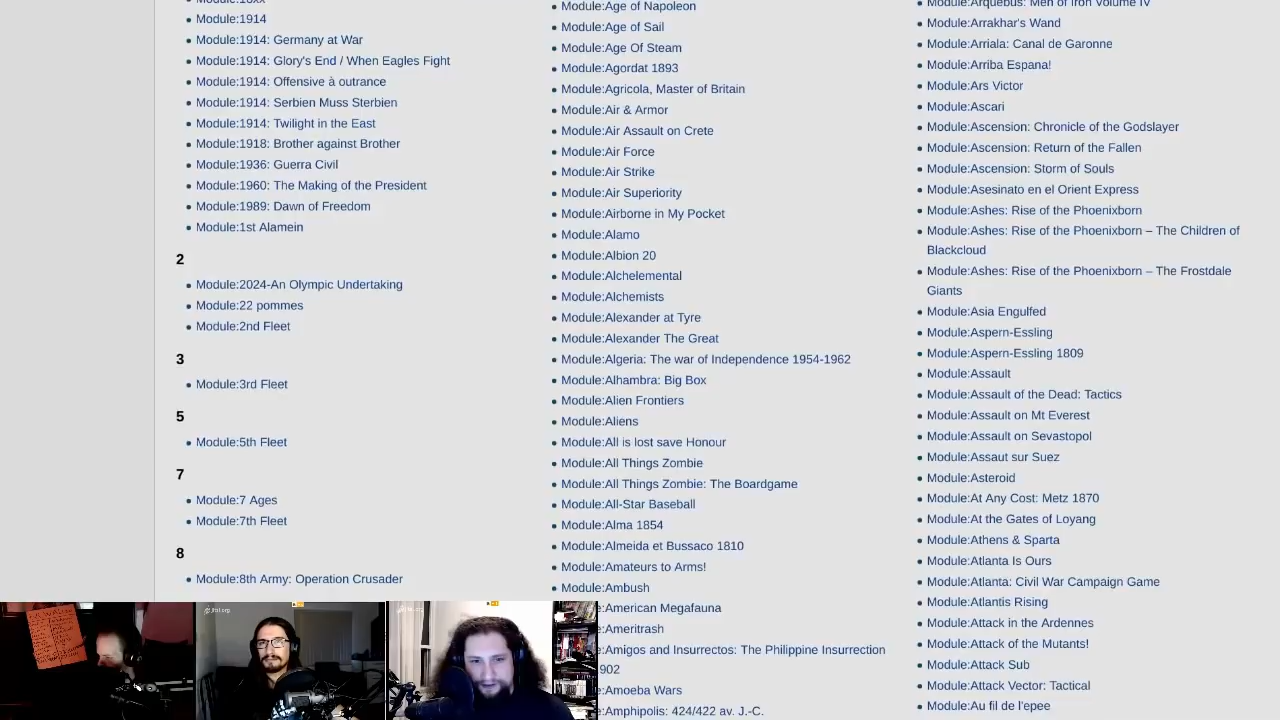 Module:1914
Module:1914: Germany at War
Module:1914: Glory's End / When Eagles Fight
Module:1914: Offensive à outrance
Module:1914: Serbien Muss Sterbien
Module:1914: Twilight in the East
Module:1918: Brother against Brother
Module:1936: Guerra Civil
Module:1960: The Making of the President
Module:1989: Dawn of Freedom
Module:1st Alamein
2
Module:2024-An Olympic Undertaking
Module:22 pommes
Module:2nd Fleet
3
Module:3rd Fleet
5
Module:5th Fleet
7
Module:7 Ages
Module:7th Fleet
8
Module:8th Army: Operation Crusader
Module:Age of Napoleon
Module:Age of Sail
Module:Age Of Steam
Module:Agordat 1893
Module:Agricola, Master of Britain
Module:Air & Armor
Module:Air Assault on Crete
Module:Air Force
Module:Air Strike
Module:Air Superiority
Module:Airborne in My Pocket
Module:Alamo
Module:Albion 20
Module:Alchelemental
Module:Alchemists
Module:Alexander at Tyre
Module:Alexander The Great
Module:Algeria: The war of Independence 1954-1962
Module:Alhambra: Big Box
Module:Alien Frontiers
Module:Aliens
Module:All is lost save Honour
Module:All Things Zombie
Module:All Things Zombie: The Boardgame
Module:All-Star Baseball
Module:Alma 1854
Module:Almeida et Bussaco 1810
Module:Amateurs to Arms!
Module:Ambush
e:American Megafauna
e:Ameritrash
e:Amigos and Insurrectos: The Philippine Insurrection
902
e:Amoeba Wars
e:Amphipolis: 424/422 av. J.-C.
Module:Arquebus: Men of Iron Volume IV
Module:Arrakhar's Wand
Module:Arriala: Canal de Garonne
Module:Arriba Espana!
Module:Ars Victor
Module:Ascari
Module:Ascension: Chronicle of the Godslayer
Module:Ascension: Return of the Fallen
Module:Ascension: Storm of Souls
Module:Asesinato en el Orient Express
Module:Ashes: Rise of the Phoenixborn
Module:Ashes: Rise of the Phoenixborn – The Children of
Blackcloud
Module:Ashes: Rise of the Phoenixborn – The Frostdale
Giants
Module:Asia Engulfed
Module:Aspern-Essling
Module:Aspern-Essling 1809
Module:Assault
Module:Assault of the Dead: Tactics
Module:Assault on Mt Everest
Module:Assault on Sevastopol
Module:Assaut sur Suez
Module:Asteroid
Module:At Any Cost: Metz 1870
Module:At the Gates of Loyang
Module:Athens & Sparta
Module:Atlanta Is Ours
Module:Atlanta: Civil War Campaign Game
Module:Atlantis Rising
Module:Attack in the Ardennes
Module:Attack of the Mutants!
Module:Attack Sub
Module:Attack Vector: Tactical
Module:Au fil de l'epee